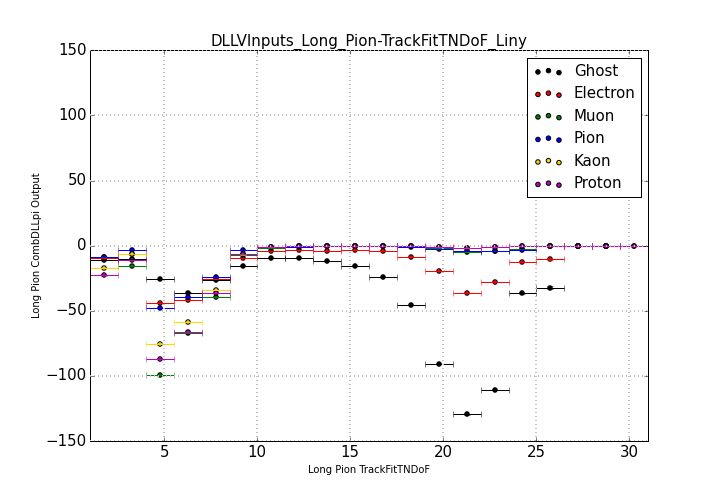 DLLVInputs_Long_Pion-TrackFitTNDoF_Liny
150
100
50
0
−50
−100
−150
Long Pion CombDLLpi Output
Ghost
Electron
Muon
Pion
Kaon
Proton
5 10 15 20 25 30
Long Pion TrackFitTNDoF